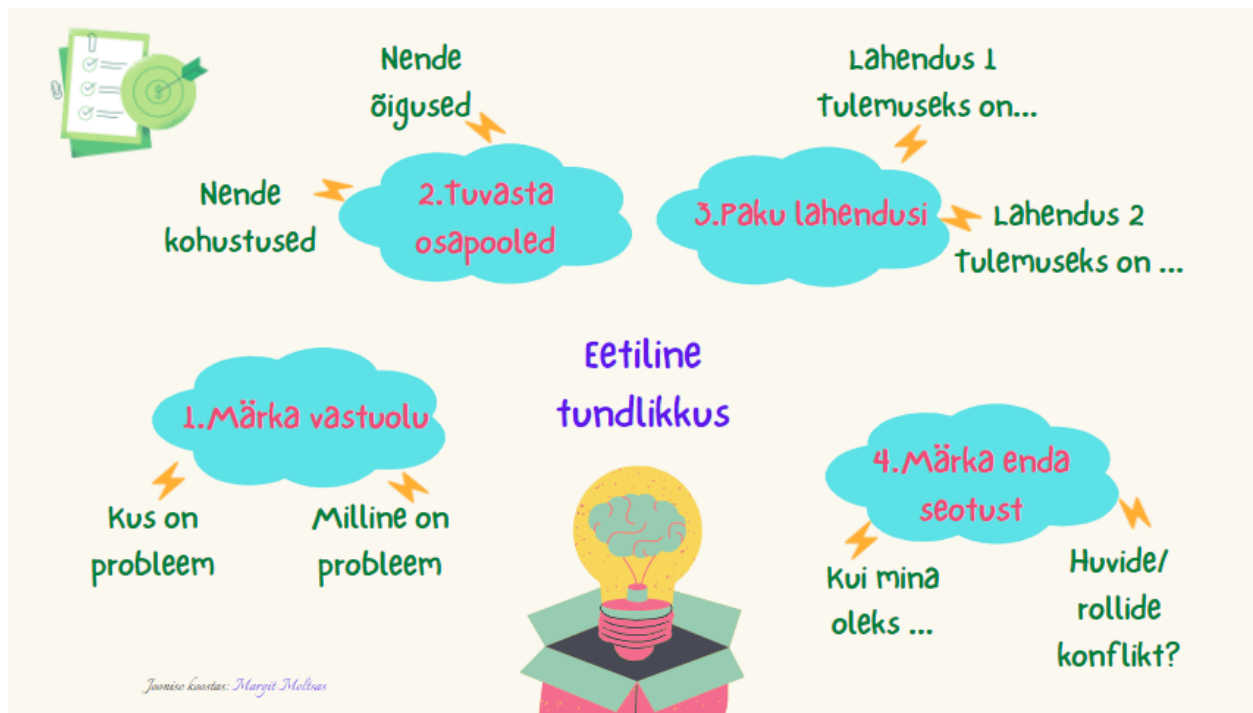 Nende
õigused
Nende
kohustused
2.Tuvasta
osapooled
Lahendus 1
tulemuseks on...
3.Paku lahendusi
Lahendus 2
tulemuseks on ...
Eetiline
tundlikkus
1.Märka vastuolu
Kus on
probleem
Milline on
probleem
4.Märka enda
seotust
Kui mina
oleks ...
Huvide/
rollide
konflikt?
Joonise koostas: Margit Meltsas